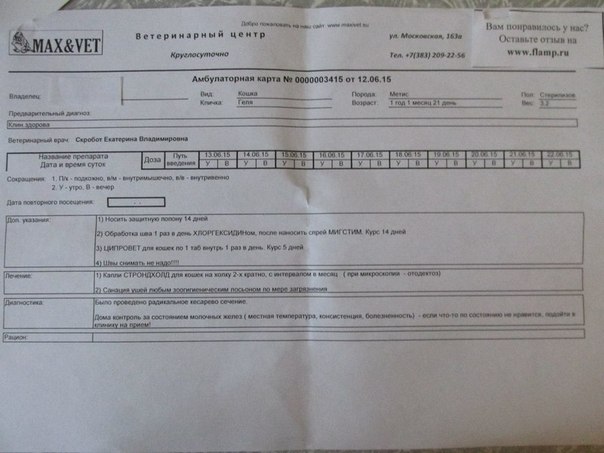 Добро пожаловать на наш сайт www.maxvet.su
MAX&VET
Ветеринарный центр
Круглосуточно
ул. Московская, 163а
Тел. +7(383) 209-22-56
Вам понравилось у нас?
Оставьте отзыв на
www.flamp.ru
Амбулаторная карта № 0000003415 от 12.06.15
Владелец: Вид Кошка Порода: Метис Пол: Стерилизов.
Кличка: Геля Возраст: 1 год 1 месяц 21 день Вес: 3.2
Предварительный диагноз:
Клин.здорова
Ветеринарный врач: Скробот Екатерина Владимировна
Название препарата Дата и время суток Доза Путь введения 13.06.15 14.06.15 15.06.15 16.06.15 17.06.15 18.06.15 19.06.15 20.06.15 21.06.15 22.06.15
У В У В У В У В У В У В У В У В У В У В
Сокращения: 1. П/к - подкожно, в/м - внутримышочно, в/в - внутривенно
2. У - утро. В - вечер
Дата повторного посещения:
Доп. указания: 1) Носить защитную попону 14 дней
2) Обработка шва 1 раз в день ХЛОРГЕКСИДИНом, после наносить спрей МИГСТИМ. Курс 14 дней
3) ЦИПРОВЕТ для кошек по 1 таб внуть 1 раз в день. Курс 5 дней
4) Швы снимать не надо!!!!
Лечение: 1) Капли СТРОНДХОЛД для кошек на холку 2-х кратно, с интервалом в месяц ( при микроскопии - отодектоз)
2) Санация ушей любым зоогигиеническим лосьоном по мере загрязнения
Диагностика: Было проведено радикальное кесарево сечение.
Дома контроль за состоянием молочных желез ( местная температура, консистенция, болезненность) - если что-то по состоянию не нравится, подойти в
клинику на прием!
Рацион: